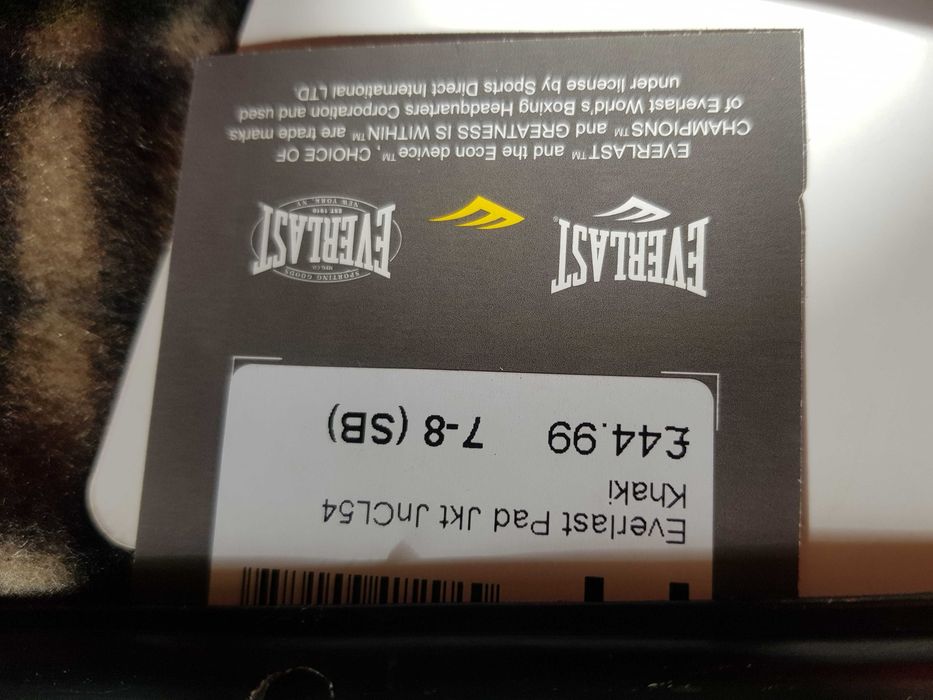 Everlast Pad Jkt JnCL54
Khaki
£44.99 7-8 (SB)
EVERLAST®
SPORTING GOODS
MFG.CO.
EVERLAST
EST 1910
NEW YORK, NY
EVERLAST™ and the Econ device™, CHOICE OF
CHAMPIONS™ and GREATNESS IS WITHIN™ are trade marks
of Everlast World's Boxing Headquarters Corporation and used
under license by Sports Direct International LTD.